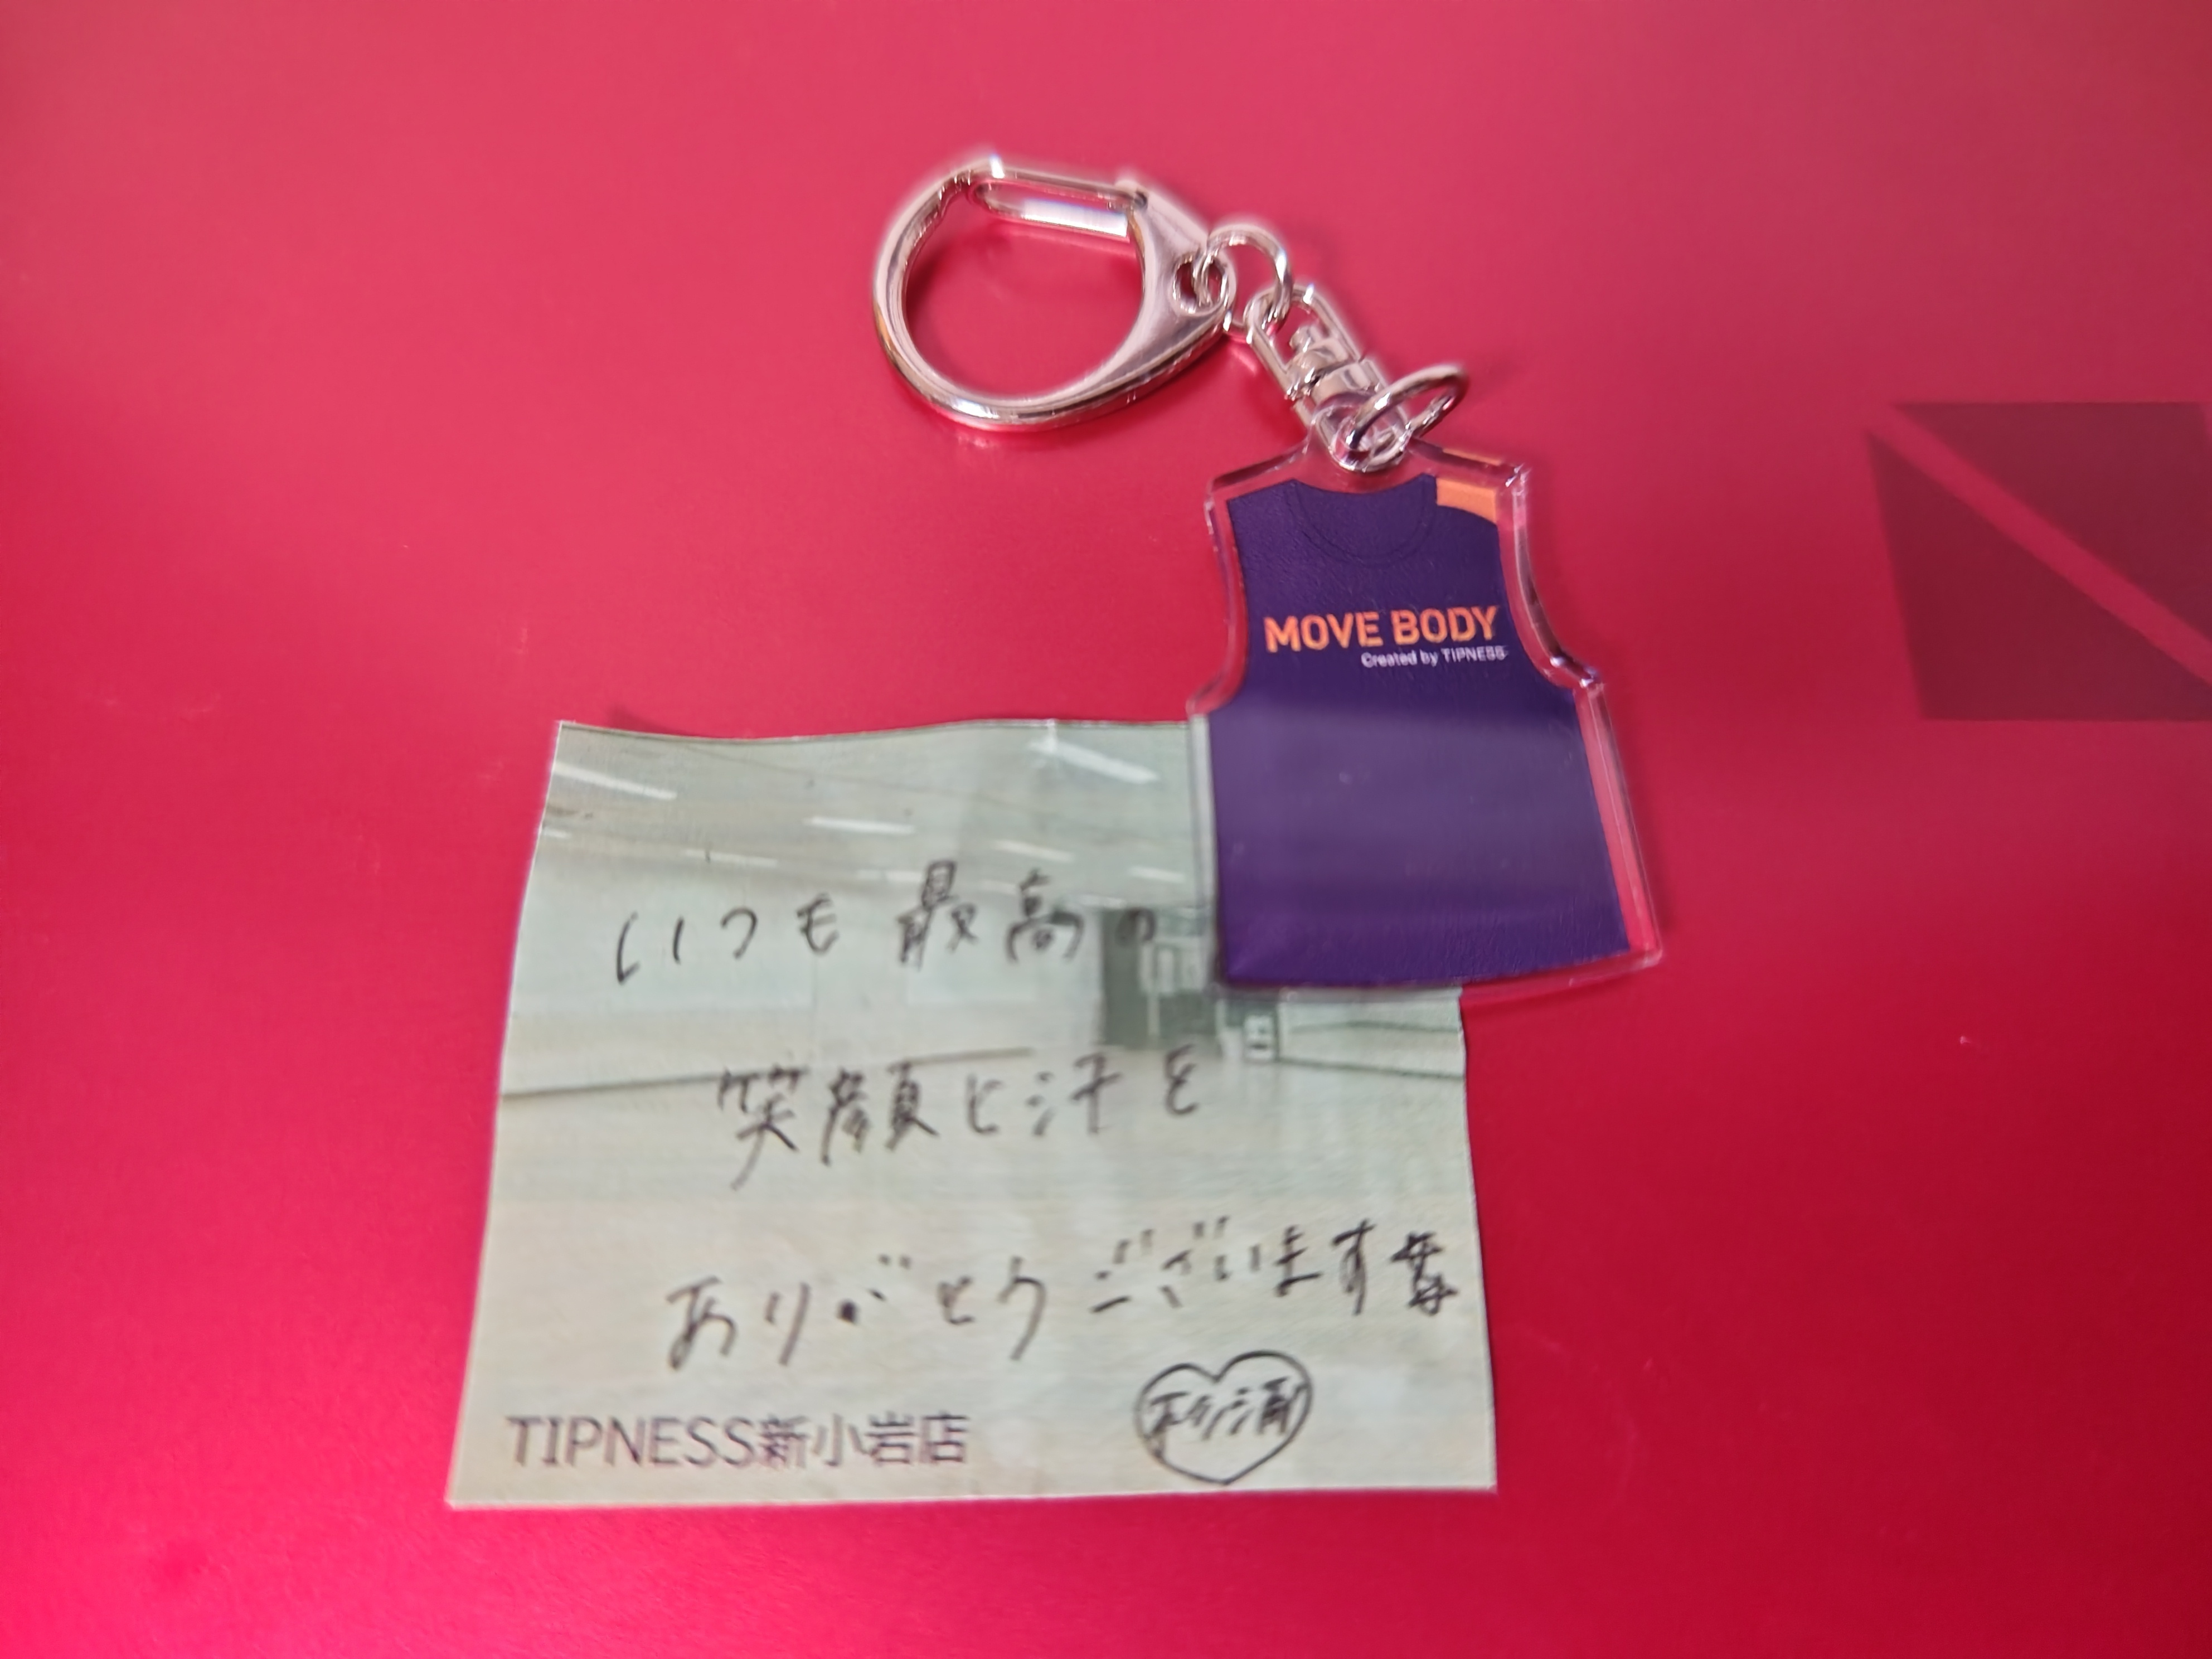 MOVE BODY
Created by TIPNESS
いつも最高の
笑顔と汗を
ありがとうございます
TIPNESS新小岩店